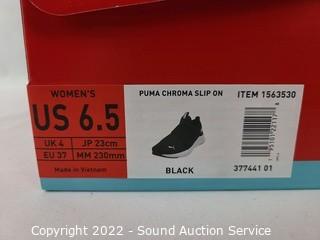 WOMEN'S
US 6.5
UK 4 JP 23cm
EU 37 MM 230mm
Made in Vietnam
PUMA CHROMA SLIP ON ITEM 1563530
BLACK
377441 01
Copyright 2022 - Sound Auction Service